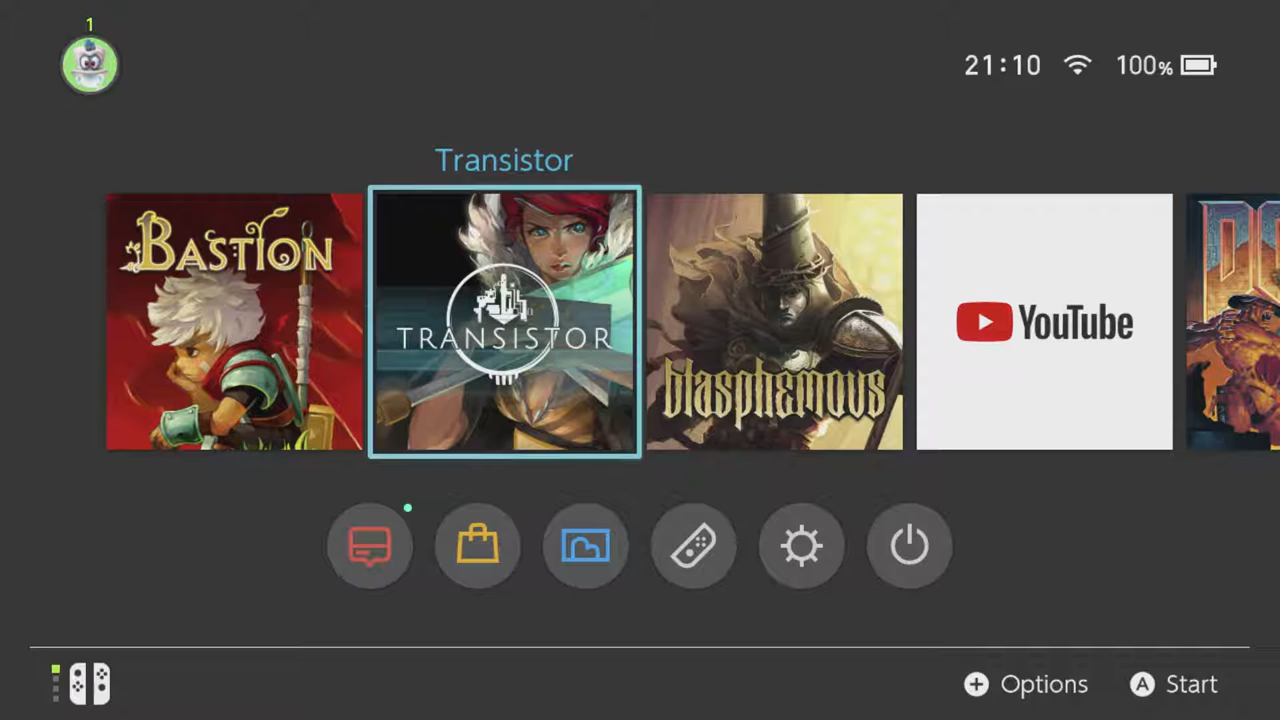 1
21:10 100%
Transistor
BASTION
TRANSISTOR
blasphemous
YouTube
+ Options A Start